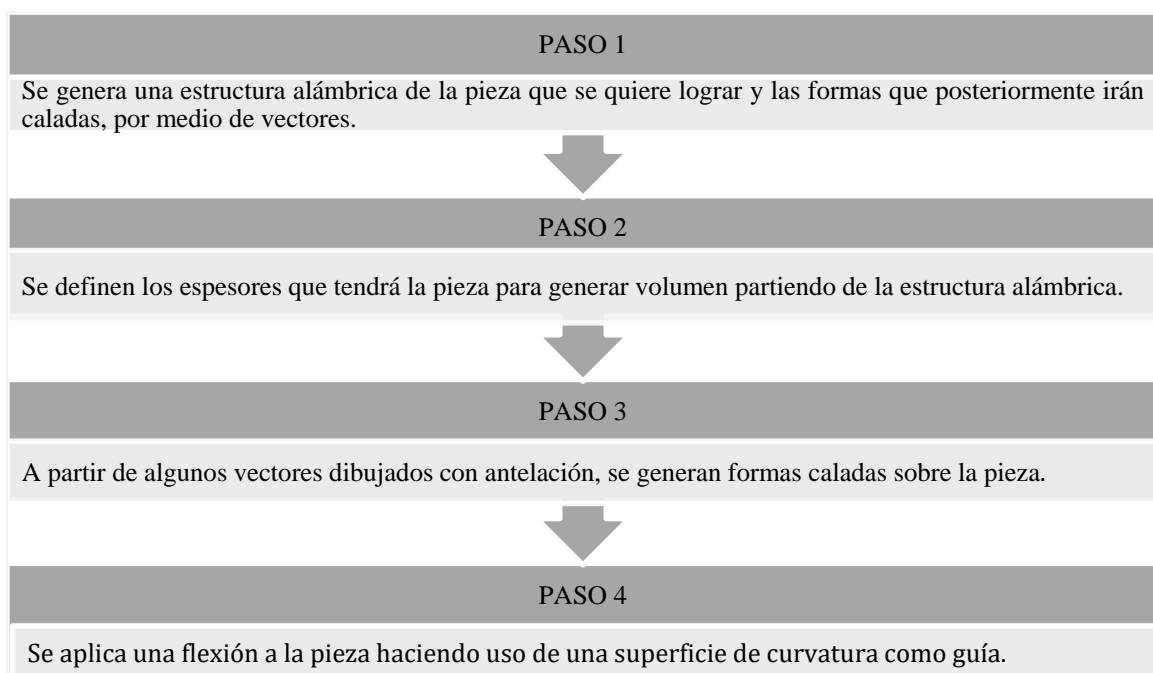 PASO 1
Se genera una estructura alámbrica de la pieza que se quiere lograr y las formas que posteriormente irán
caladas, por medio de vectores.
PASO 2
Se definen los espesores que tendrá la pieza para generar volumen partiendo de la estructura alámbrica.
PASO 3
A partir de algunos vectores dibujados con antelación, se generan formas caladas sobre la pieza.
PASO 4
Se aplica una flexión a la pieza haciendo uso de una superficie de curvatura como guía.